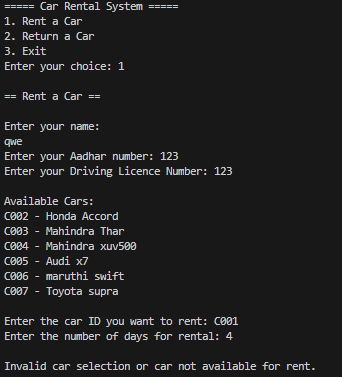 ===== Car Rental System =====
1. Rent a Car
2. Return a Car
3. Exit
Enter your choice: 1
== Rent a Car ==
Enter your name:
qwe
Enter your Aadhar number: 123
Enter your Driving Licence Number: 123
Available Cars:
C002 - Honda Accord
C003 - Mahindra Thar
C004 - Mahindra xuv500
C005 - Audi x7
C006 - maruthi swift
C007 - Toyota supra
Enter the car ID you want to rent: C001
Enter the number of days for rental: 4
Invalid car selection or car not available for rent.